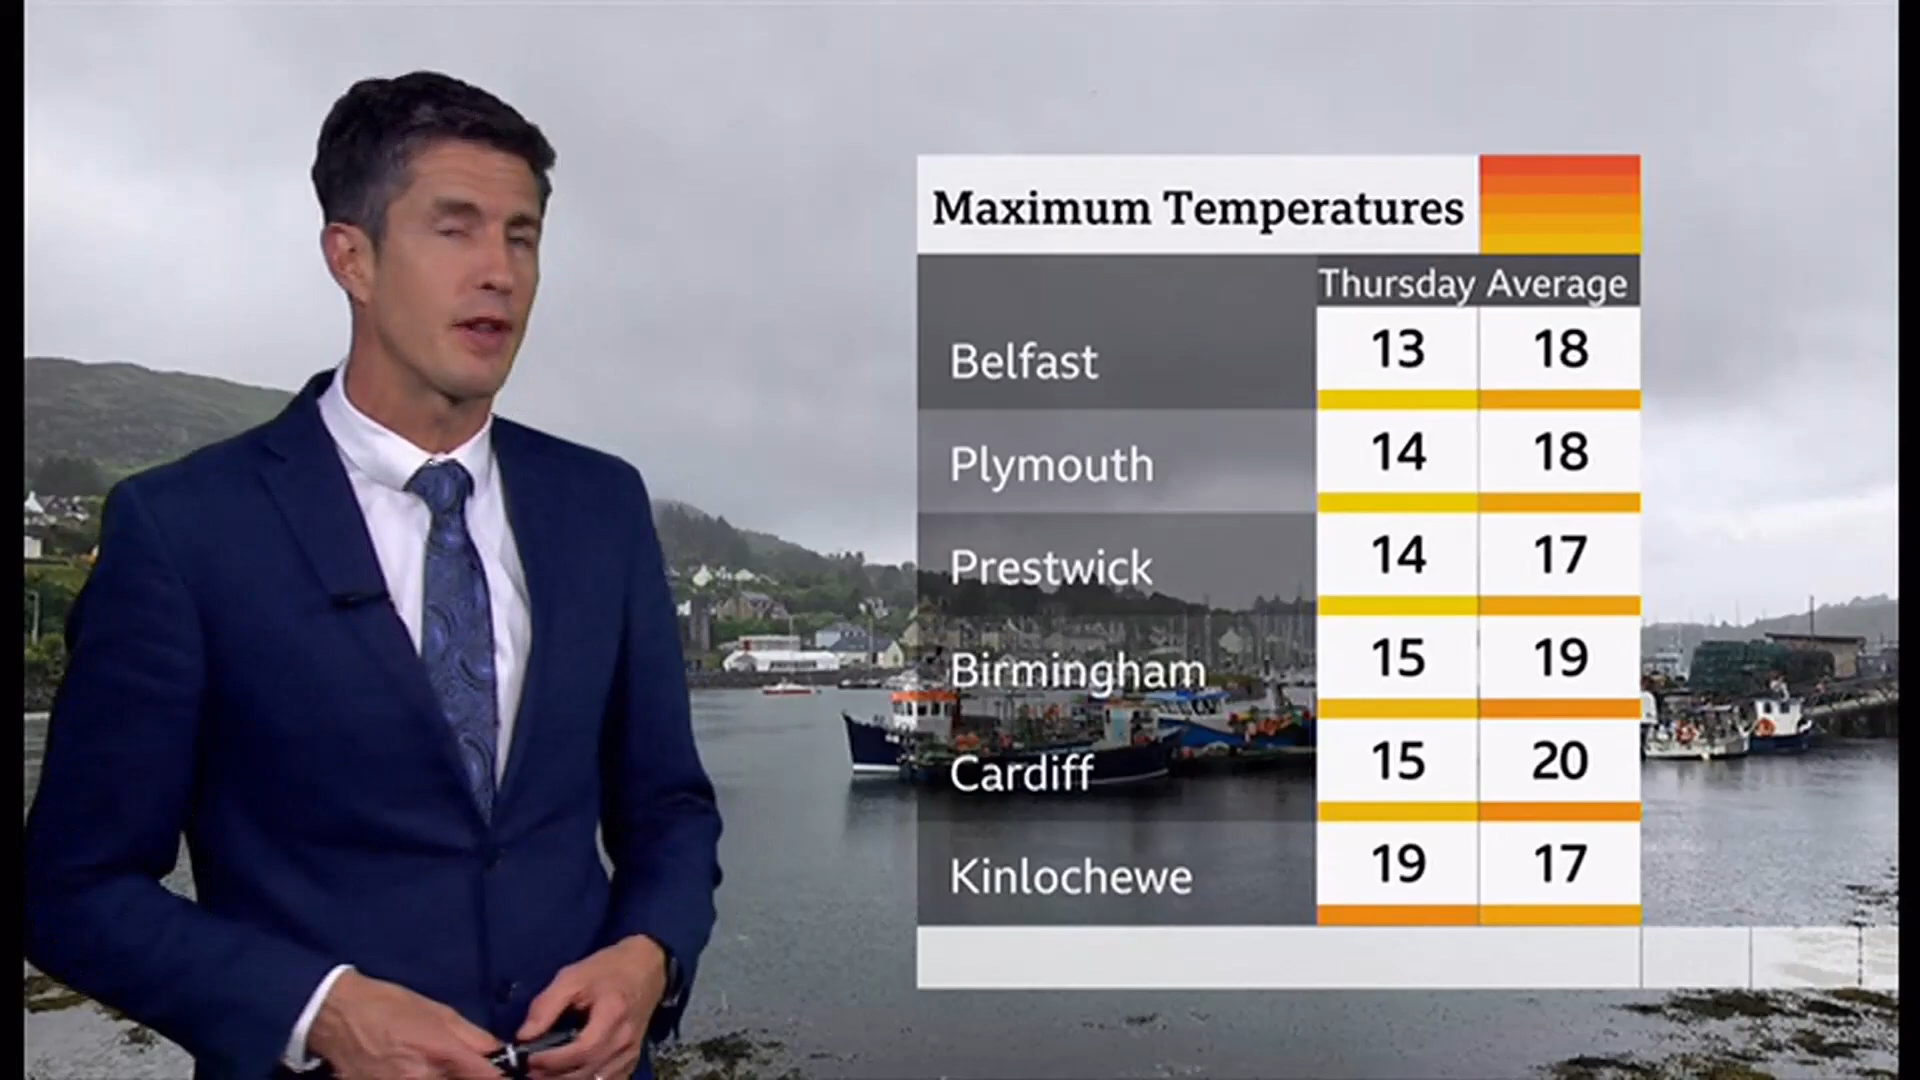 Maximum Temperatures
Thursday Average
Belfast 13 18
Plymouth 14 18
Prestwick 14 17
Birmingham 15 19
Cardiff 15 20
Kinlochewe 19 17